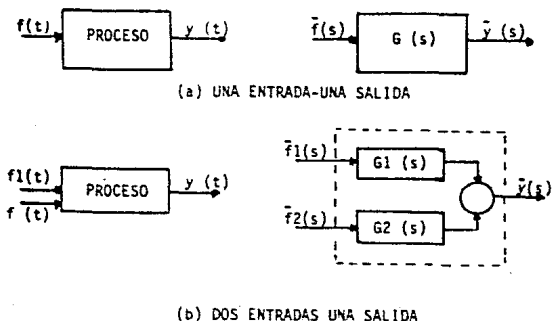 f(t) PROCESO y (t) f̄(s) G (s) ȳ (s)
(a) UNA ENTRADA-UNA SALIDA
f1(t) f̄1(s) G1 (s)
f (t) PROCESO y (t) ȳ(s)
f̄2(s) G2 (s)
(b) DOS ENTRADAS UNA SALIDA